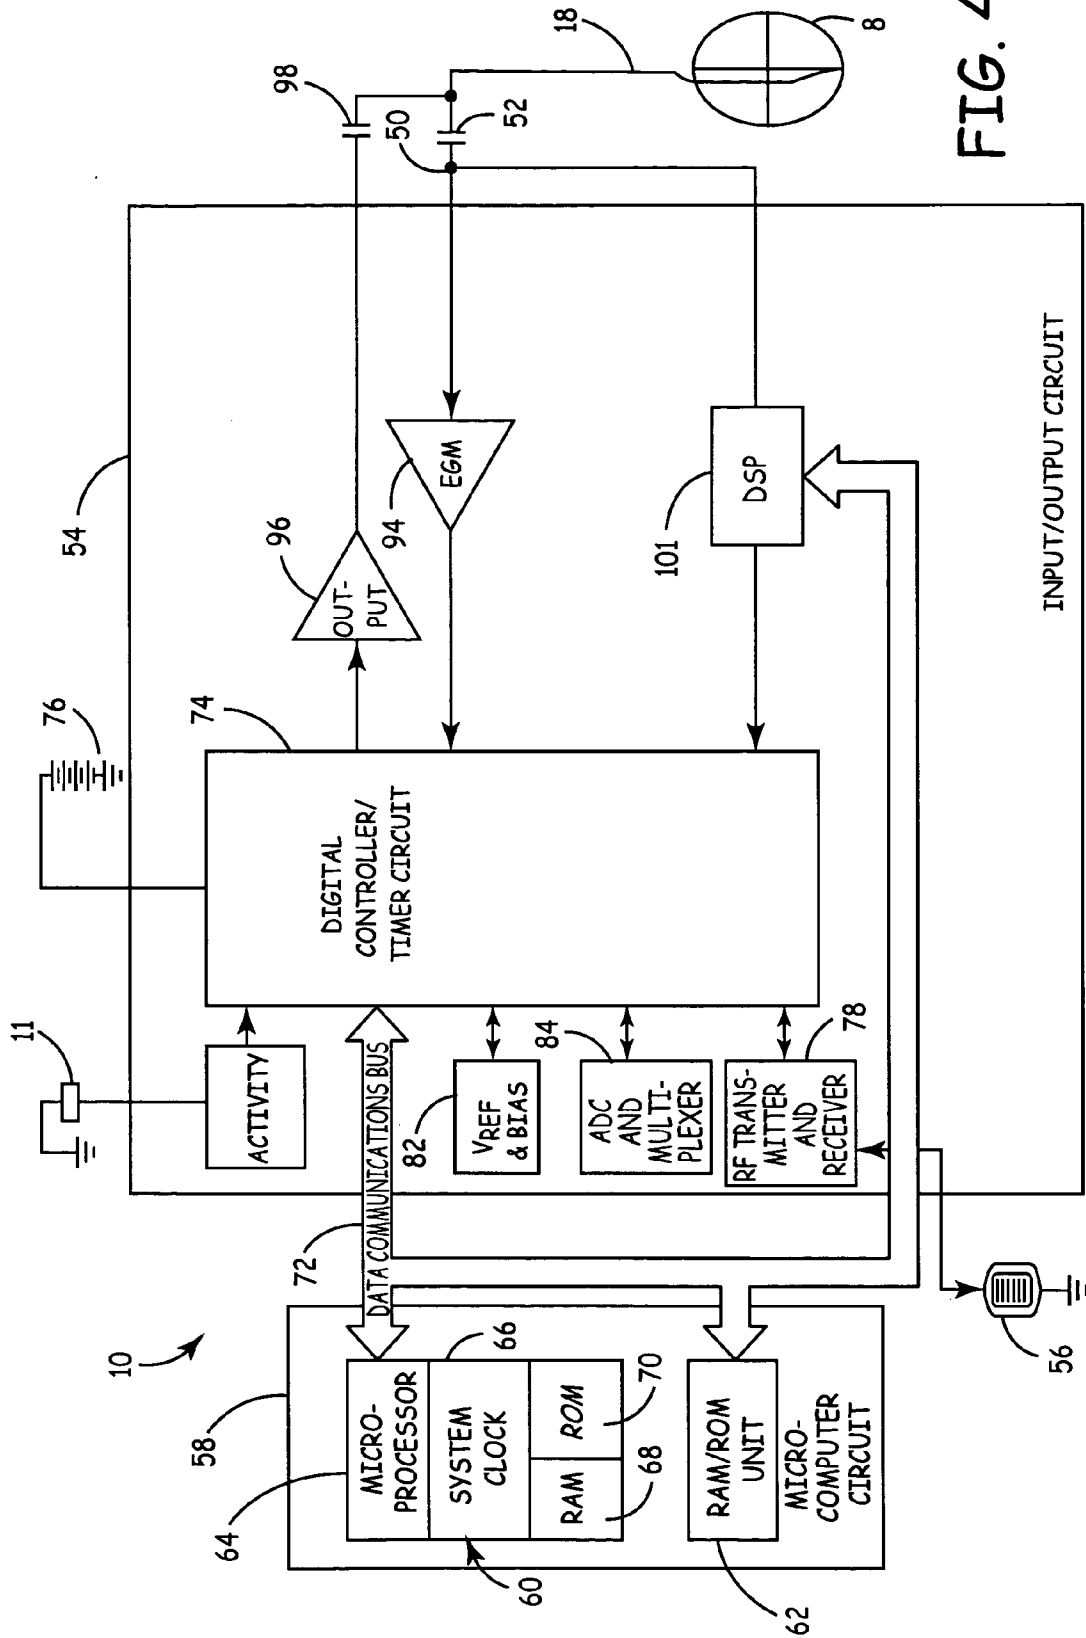 10
58
64
MICRO-
PROCESSOR
66
SYSTEM
CLOCK
60
RAM
ROM
68
70
RAM/ROM
UNIT
62
MICRO-
COMPUTER
CIRCUIT
72
DATA COMMUNICATIONS BUS
56
11
ACTIVITY
82
VREF
& BIAS
84
ADC
AND
MULTI-
PLEXER
RF TRANS-
MITTER
AND
RECEIVER
78
76
74
DIGITAL
CONTROLLER/
TIMER CIRCUIT
54
96
OUT-
PUT
94
EGM
101
DSP
INPUT/OUTPUT CIRCUIT
98
50
52
18
8
FIG. 4